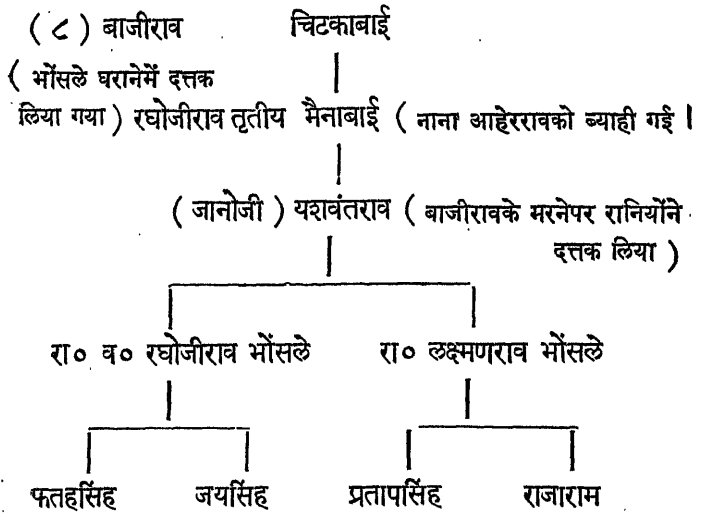 (८) बाजीराव चिटकाबाई
( भोंसले घरानेमें दत्तक
लिया गया ) रघोजीराव तृतीय मैनाबाई ( नाना आहेररावको ब्याही गई ।
( जानोजी ) यशवंतराव ( बाजीरावके मरनेपर रानियोंने
दत्तक लिया )
रा० व० रघोजीराव भोंसले रा० लक्ष्मणराव भोंसले
फतहसिंह जयसिंह प्रतापसिंह राजाराम